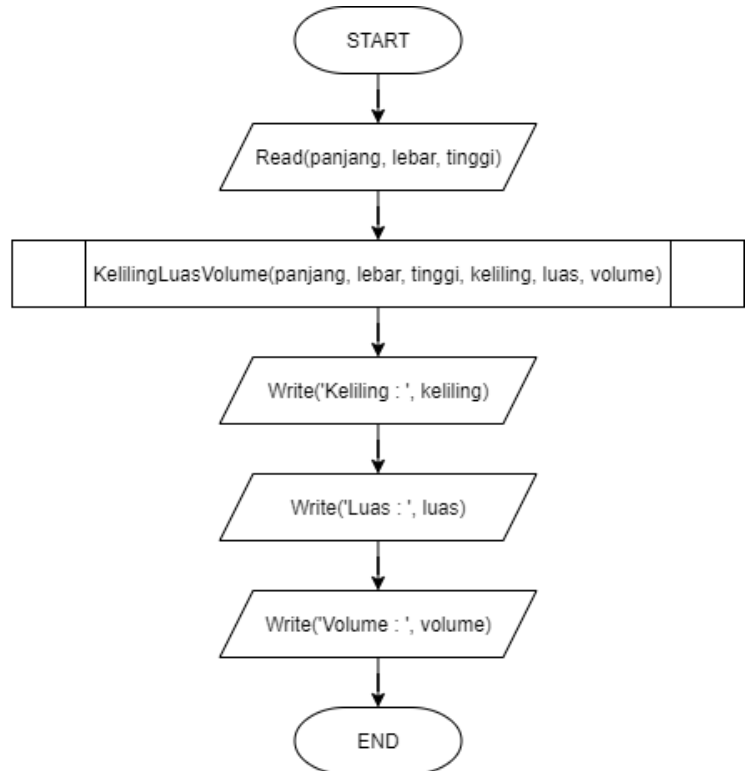 START
Read(panjang, lebar, tinggi)
KelilingLuasVolume(panjang, lebar, tinggi, keliling, luas, volume)
Write('Keliling : ', keliling)
Write('Luas : ', luas)
Write('Volume : ', volume)
END